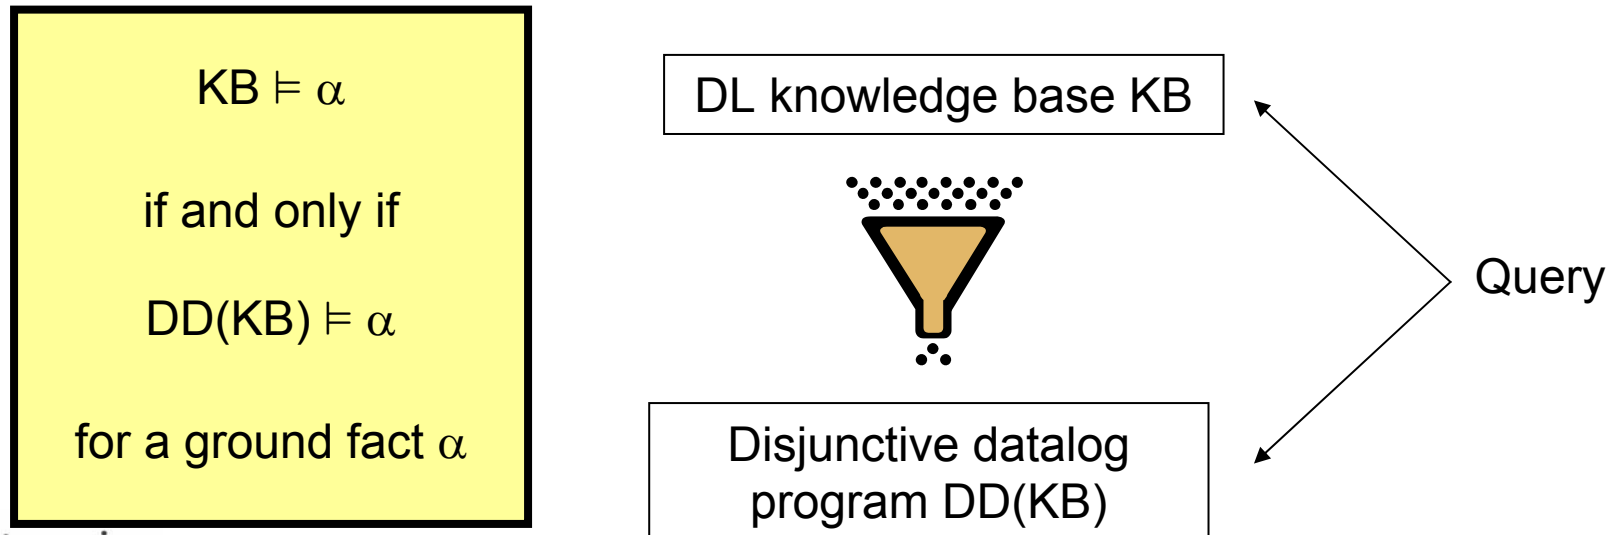 KB ⊨ α
if and only if
DD(KB) ⊨ α
for a ground fact α
DL knowledge base KB
Query
Disjunctive datalog
program DD(KB)